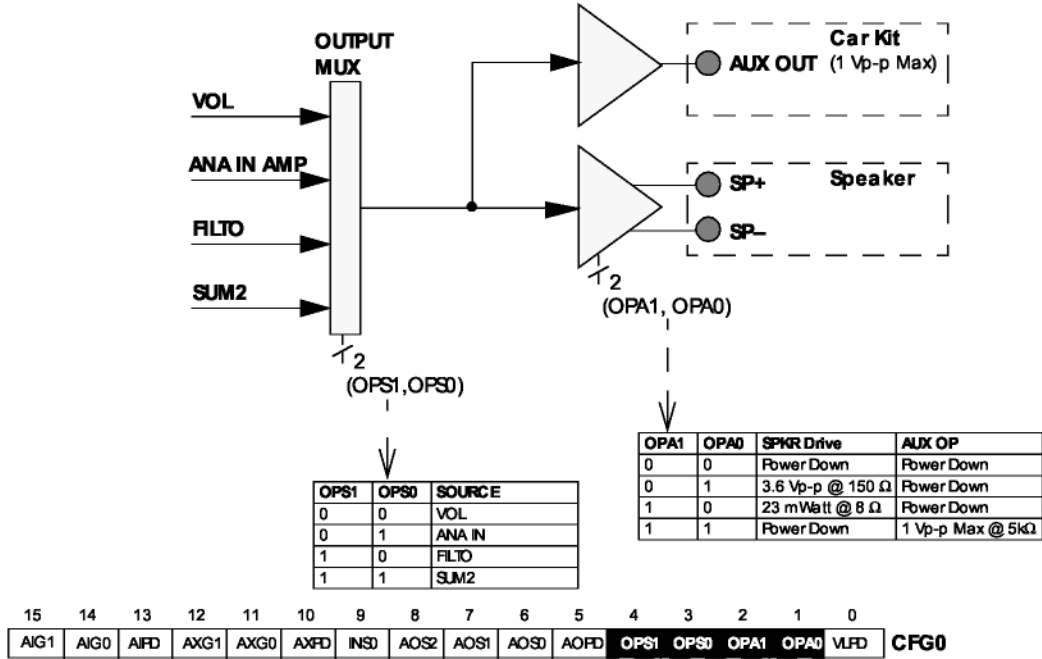 OUTPUT
MUX
VOL
ANA IN AMP
FILTO
SUM2
2
(OPS1,OPS0)
Car Kit
AUX OUT (1 Vp-p Max)
SP+ Speaker
SP–
2
(OPA1, OPA0)
OPA1 OPA0 SPKR Drive AUX OP
0 0 Power Down Power Down
0 1 3.6 Vp-p @ 150 Ω Power Down
1 0 23 mWatt @ 8 Ω Power Down
1 1 Power Down 1 Vp-p Max @ 5kΩ
OPS1 OPS0 SOURCE
0 0 VOL
0 1 ANA IN
1 0 FILTO
1 1 SUM2
15 14 13 12 11 10 9 8 7 6 5 4 3 2 1 0
AIG1 AIG0 AIPD AXG1 AXG0 AXPD INS0 AOS2 AOS1 AOS0 AOPD OPS1 OPS0 OPA1 OPA0 VLPD CFG0